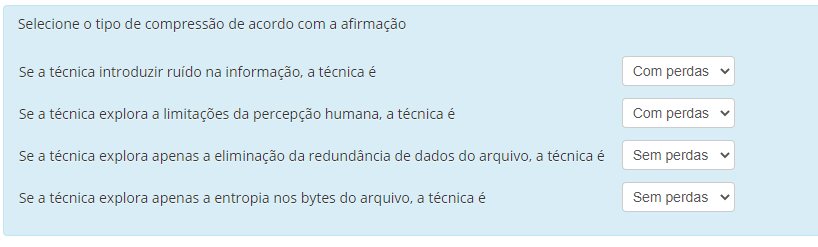 Selecione o tipo de compressão de acordo com a afirmação
Se a técnica introduzir ruído na informação, a técnica é Com perdas
Se a técnica explora a limitações da percepção humana, a técnica é Com perdas
Se a técnica explora apenas a eliminação da redundância de dados do arquivo, a técnica é Sem perdas
Se a técnica explora apenas a entropia nos bytes do arquivo, a técnica é Sem perdas